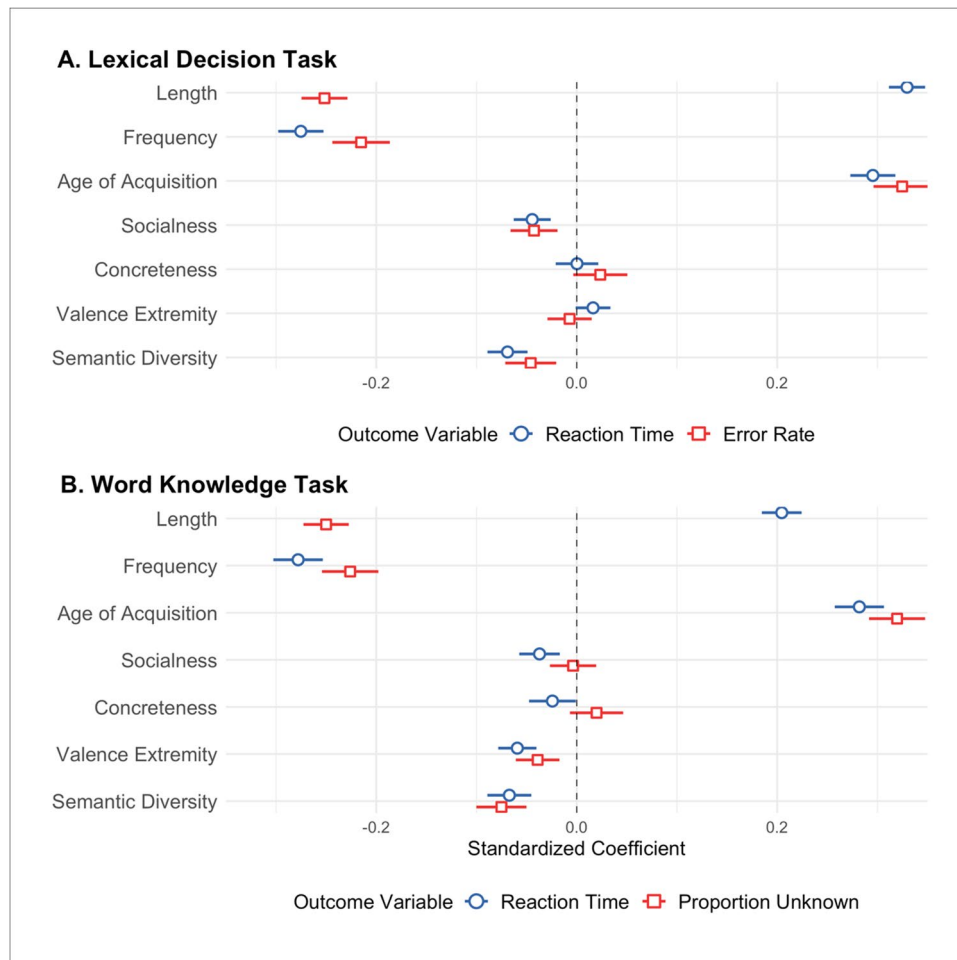 A. Lexical Decision Task
Length
Frequency
Age of Acquisition
Socialness
Concreteness
Valence Extremity
Semantic Diversity
-0.2 0.0 0.2
Outcome Variable Reaction Time Error Rate
B. Word Knowledge Task
Length
Frequency
Age of Acquisition
Socialness
Concreteness
Valence Extremity
Semantic Diversity
-0.2 0.0 0.2
Standardized Coefficient
Outcome Variable Reaction Time Proportion Unknown